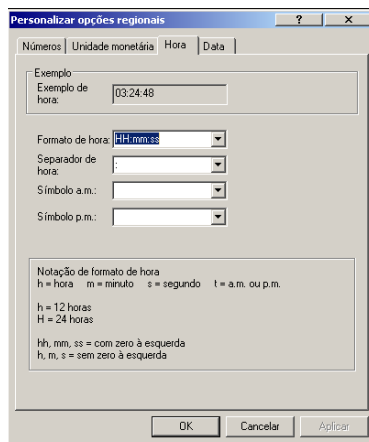 Personalizar opções regionais
Números
Unidade monetária
Hora
Data
Exemplo
Exemplo de
hora:
03:24:48
Formato de hora:
HH:mm:ss
Separador de
hora:
:
Símbolo a.m.:
Símbolo p.m.:
Notação de formato de hora
h = hora m = minuto s = segundo t = a.m. ou p.m.
h = 12 horas
H = 24 horas
hh, mm, ss = com zero à esquerda
h, m, s = sem zero à esquerda
OK
Cancelar
Aplicar